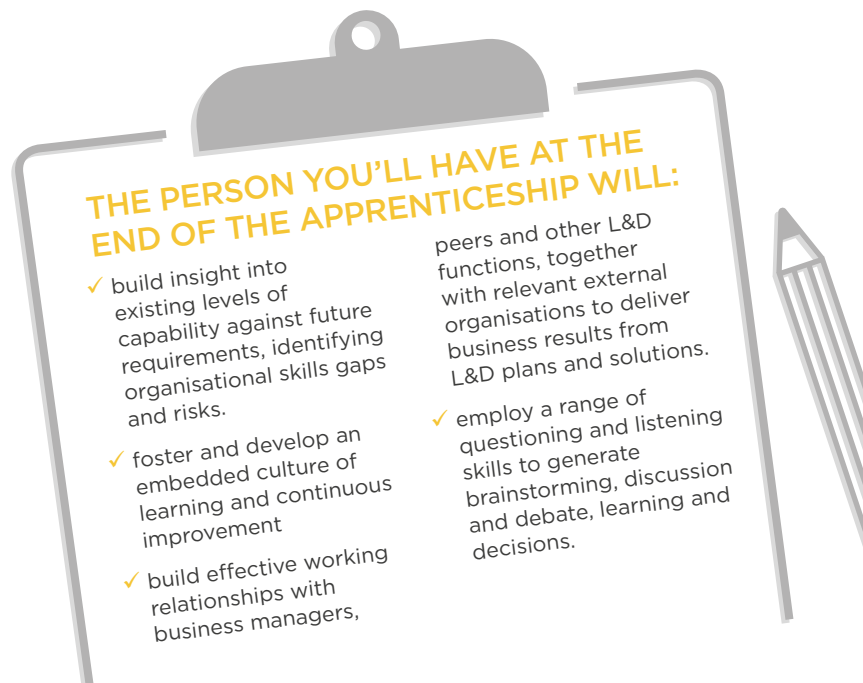 THE PERSON YOU'LL HAVE AT THE
END OF THE APPRENTICESHIP WILL:
✓ build insight into
existing levels of
capability against future
requirements, identifying
organisational skills gaps
and risks.
✓ foster and develop an
embedded culture of
learning and continuous
improvement
✓ build effective working
relationships with
business managers,
peers and other L&D
functions, together
with relevant external
organisations to deliver
business results from
L&D plans and solutions.
✓ employ a range of
questioning and listening
skills to generate
brainstorming, discussion
and debate, learning and
decisions.